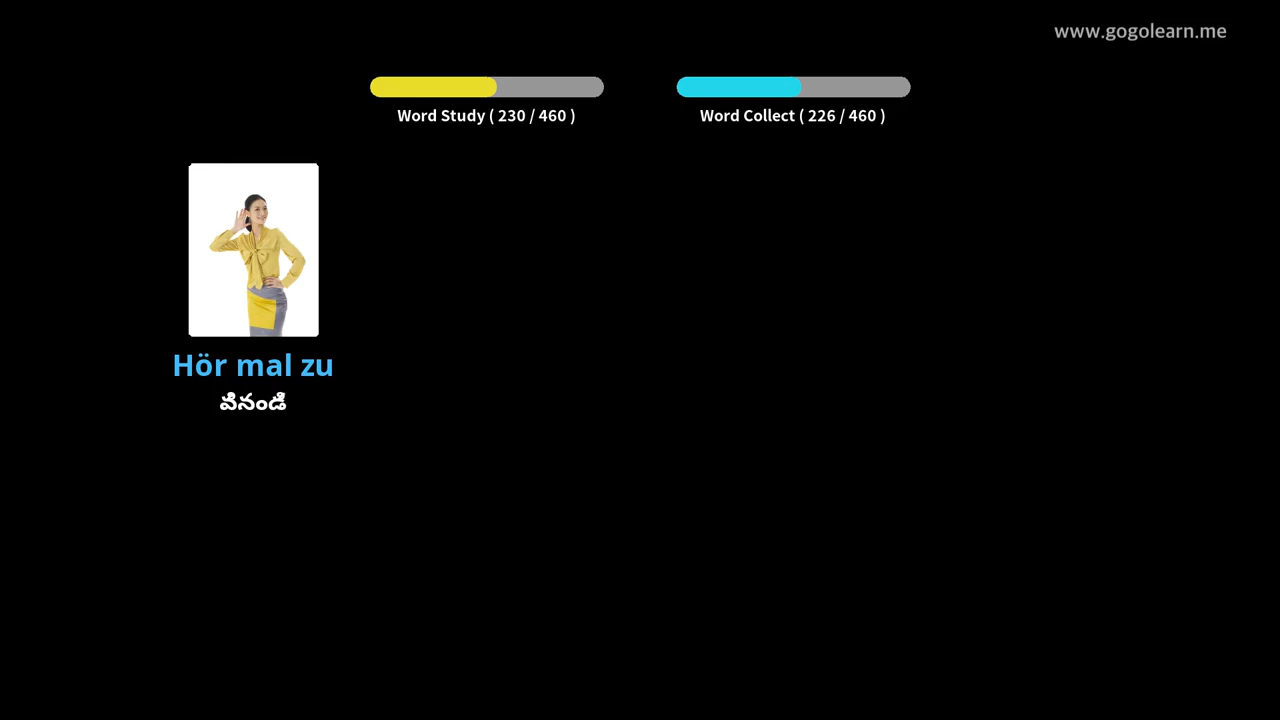 www.gogolearn.me
Word Study ( 230 / 460 )
Word Collect ( 226 / 460 )
Hör mal zu
వినండి